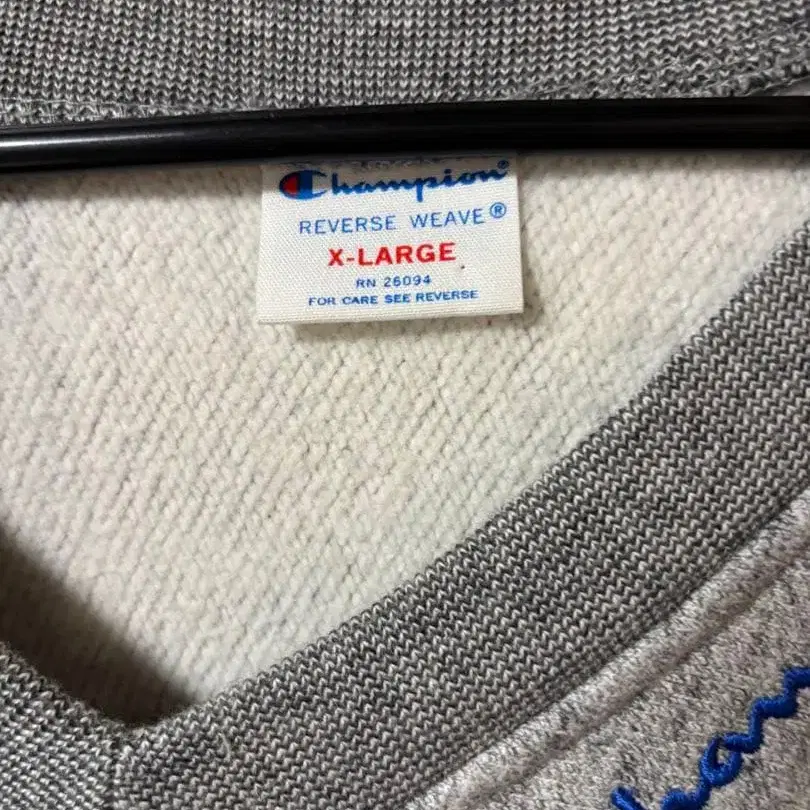 Champion®
REVERSE WEAVE®
X-LARGE
RN 26094
FOR CARE SEE REVERSE